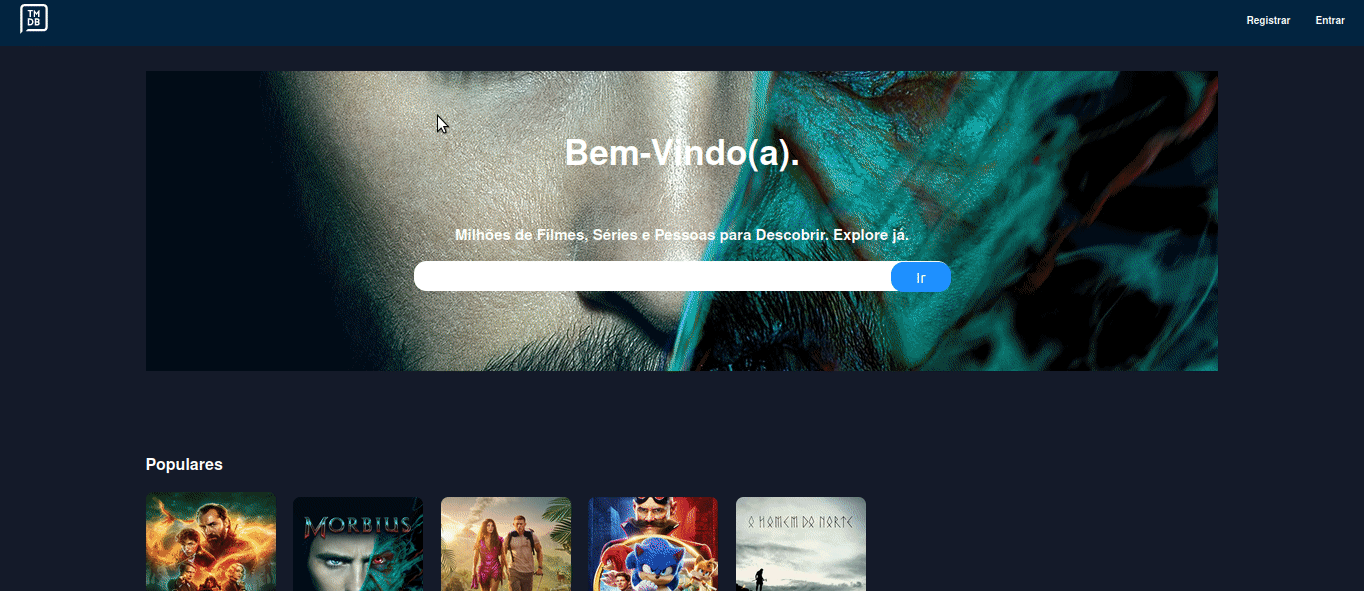 TM
DB
Registrar
Entrar
Bem-Vindo(a).
Milhões de Filmes, Séries e Pessoas para Descobrir. Explore já.
Ir
Populares
MORBIUS
O HOMEM DO NORTE